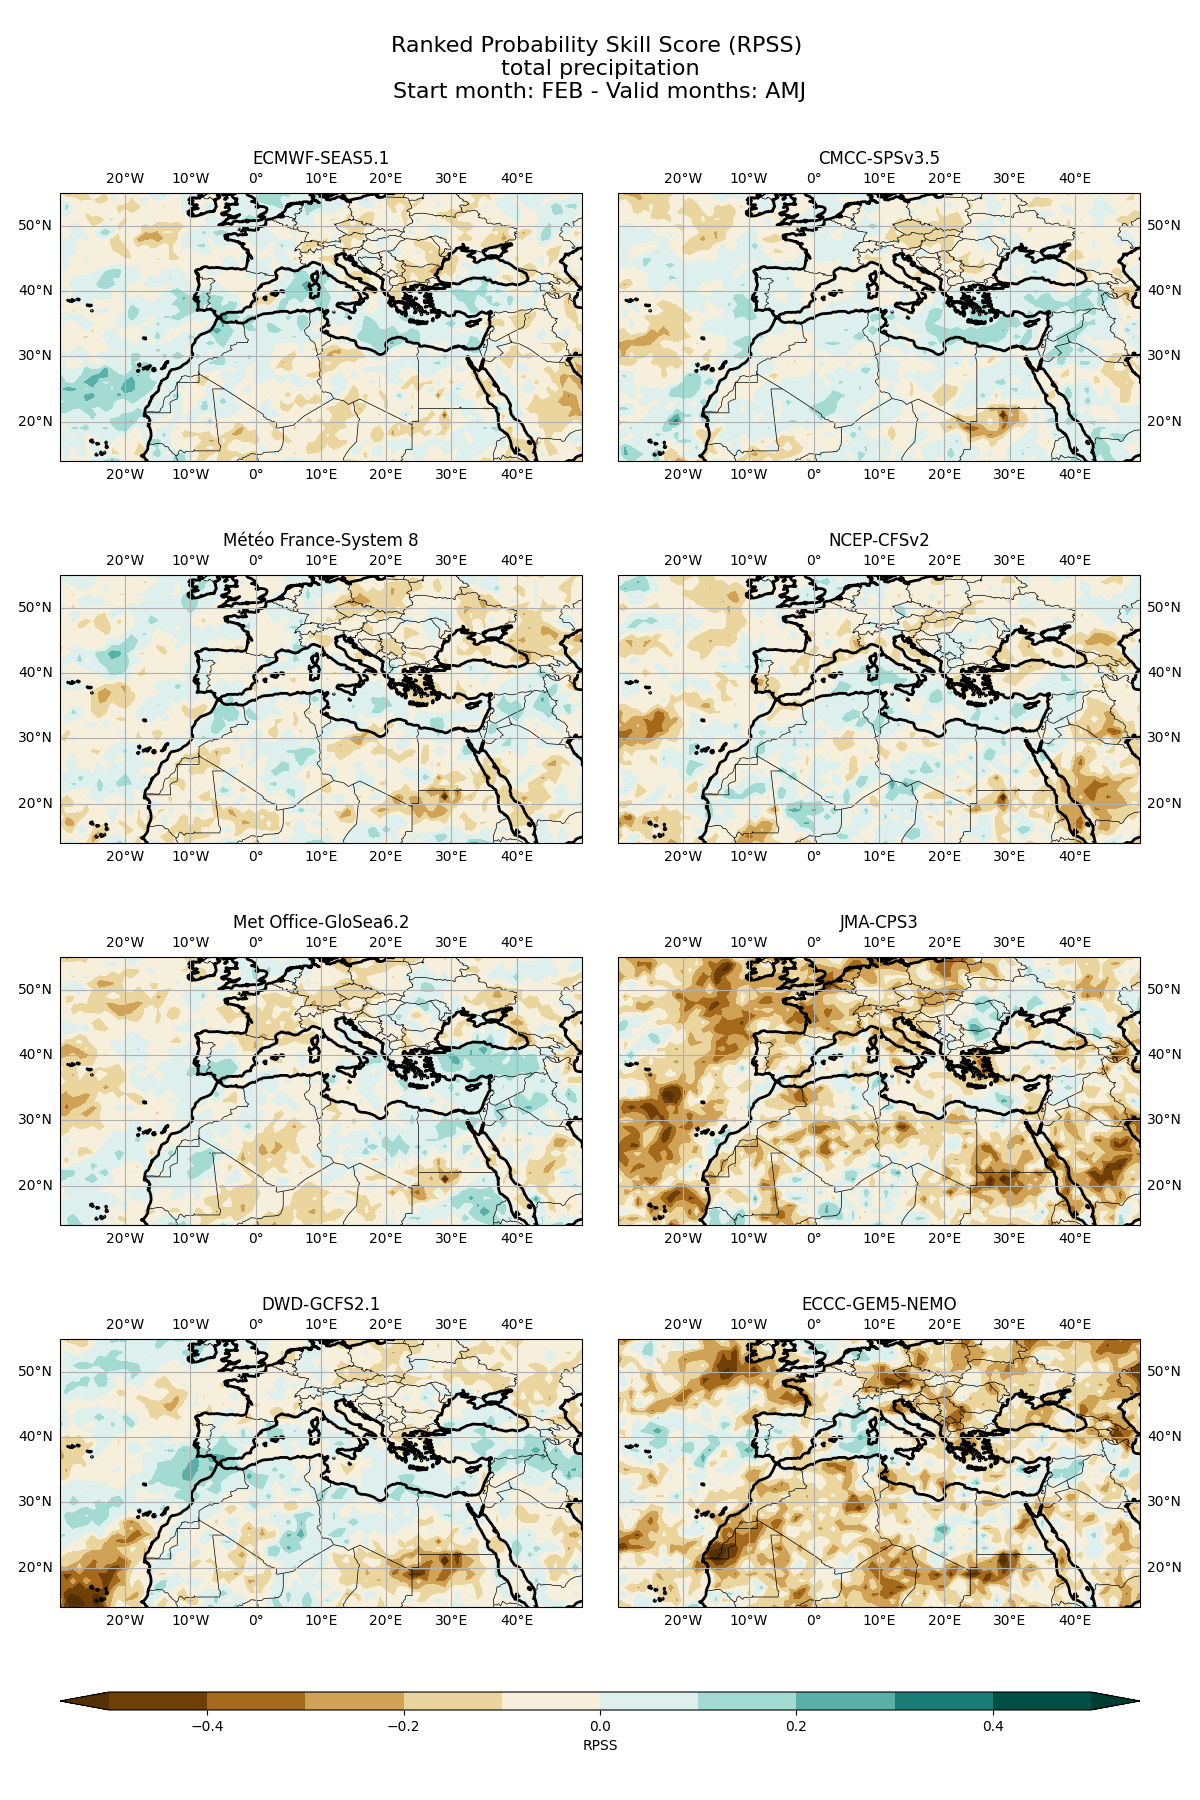 Ranked Probability Skill Score (RPSS)
total precipitation
Start month: FEB - Valid months: AMJ
ECMWF-SEAS5.1
20°W 10°W 0° 10°E 20°E 30°E 40°E
50°N
40°N
30°N
20°N
20°W 10°W 0° 10°E 20°E 30°E 40°E
CMCC-SPSv3.5
20°W 10°W 0° 10°E 20°E 30°E 40°E
50°N
40°N
30°N
20°N
20°W 10°W 0° 10°E 20°E 30°E 40°E
Météo France-System 8
20°W 10°W 0° 10°E 20°E 30°E 40°E
50°N
40°N
30°N
20°N
20°W 10°W 0° 10°E 20°E 30°E 40°E
NCEP-CFSv2
20°W 10°W 0° 10°E 20°E 30°E 40°E
50°N
40°N
30°N
20°N
20°W 10°W 0° 10°E 20°E 30°E 40°E
Met Office-GloSea6.2
20°W 10°W 0° 10°E 20°E 30°E 40°E
50°N
40°N
30°N
20°N
20°W 10°W 0° 10°E 20°E 30°E 40°E
JMA-CPS3
20°W 10°W 0° 10°E 20°E 30°E 40°E
50°N
40°N
30°N
20°N
20°W 10°W 0° 10°E 20°E 30°E 40°E
DWD-GCFS2.1
20°W 10°W 0° 10°E 20°E 30°E 40°E
50°N
40°N
30°N
20°N
20°W 10°W 0° 10°E 20°E 30°E 40°E
ECCC-GEM5-NEMO
20°W 10°W 0° 10°E 20°E 30°E 40°E
50°N
40°N
30°N
20°N
20°W 10°W 0° 10°E 20°E 30°E 40°E
−0.4 −0.2 0.0 0.2 0.4
RPSS